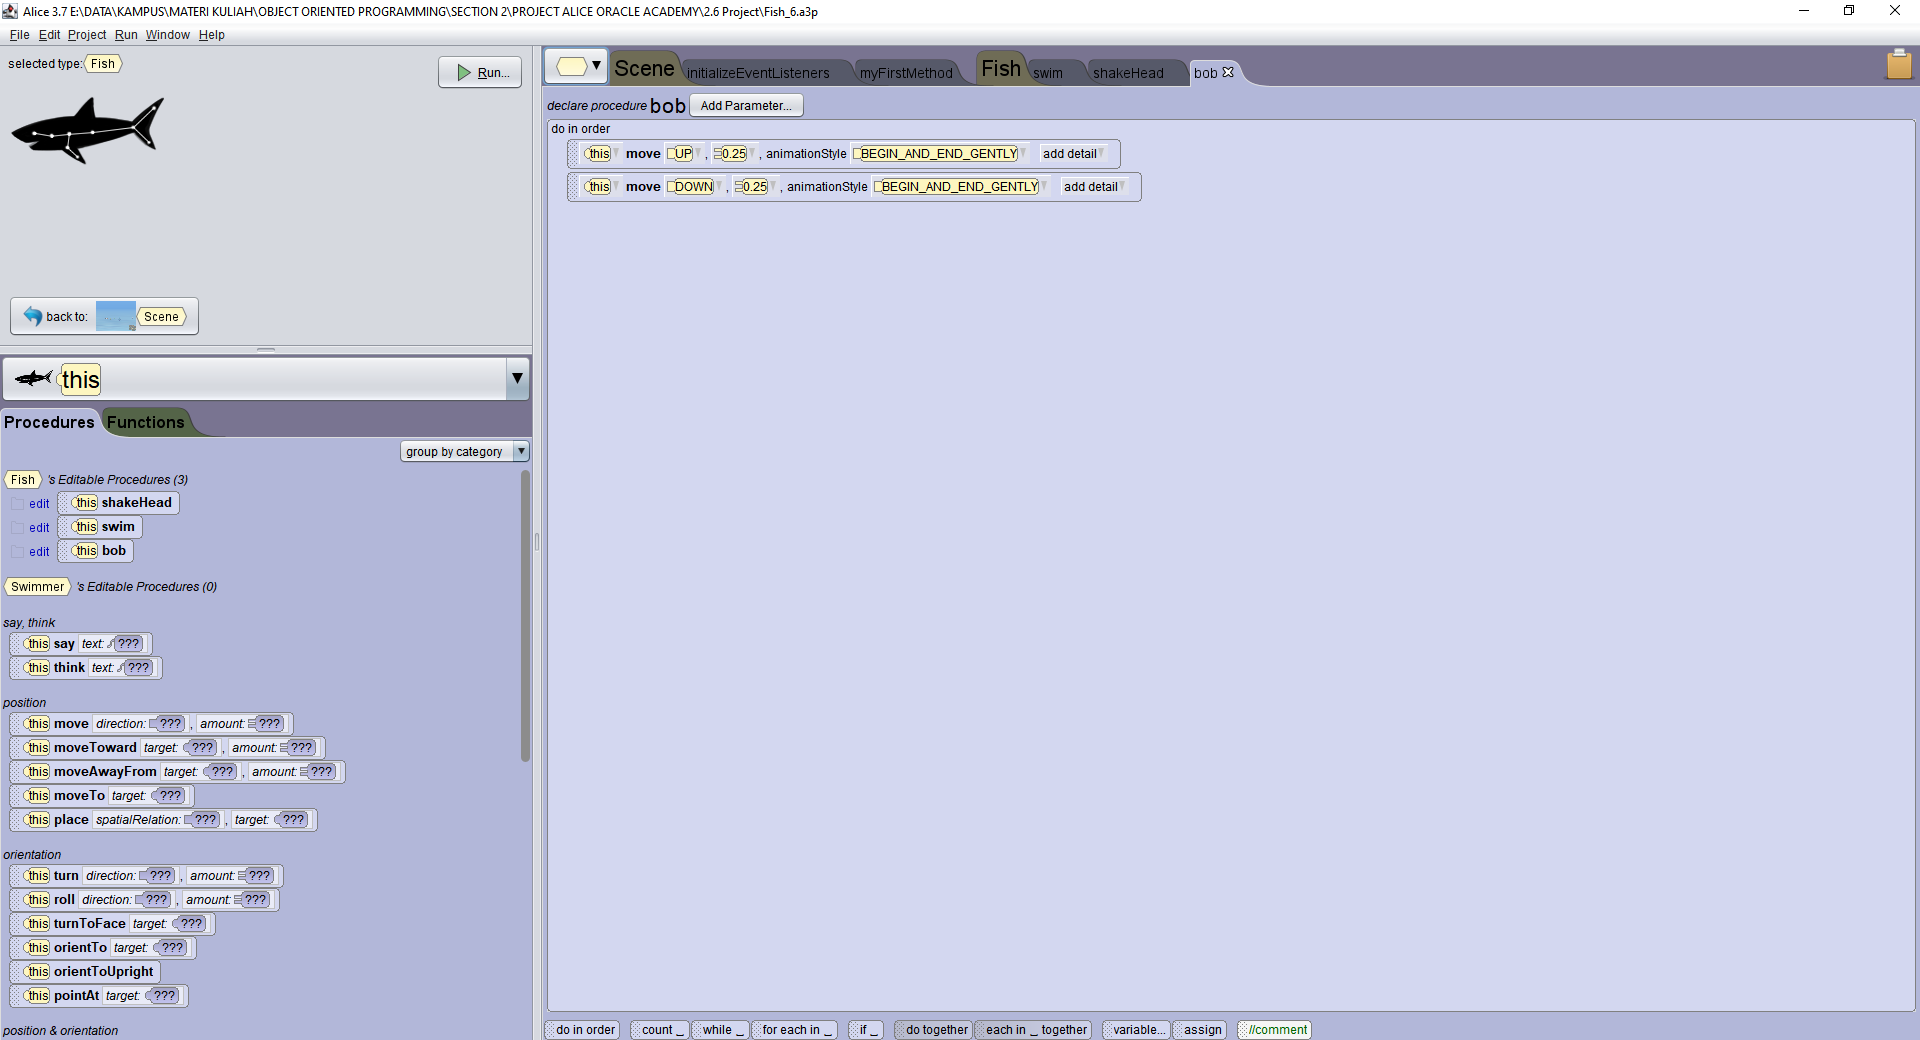 Alice 3.7 E:\DATA\KAMPUS\MATERI KULIAH\OBJECT ORIENTED PROGRAMMING\SECTION 2\PROJECT ALICE ORACLE ACADEMY\2.6 Project\Fish_6.a3p
File Edit Project Run Window Help
selected type: Fish
Run...
back to: Scene
this
Procedures Functions
group by category
Fish 's Editable Procedures (3)
edit this shakeHead
edit this swim
edit this bob
Swimmer 's Editable Procedures (0)
say, think
this say text: ???
this think text: ???
position
this move direction: ??? , amount: ???
this moveToward target: ??? , amount: ???
this moveAwayFrom target: ??? , amount: ???
this moveTo target: ???
this place spatialRelation: ??? , target: ???
orientation
this turn direction: ??? , amount: ???
this roll direction: ??? , amount: ???
this turnToFace target: ???
this orientTo target: ???
this orientToUpright
this pointAt target: ???
position & orientation
Scene initializeEventListeners myFirstMethod Fish swim shakeHead bob
declare procedure bob Add Parameter...
do in order
this move UP , 0.25 , animationStyle BEGIN_AND_END_GENTLY add detail
this move DOWN , 0.25 , animationStyle BEGIN_AND_END_GENTLY add detail
do in order count _ while _ for each in _ if _ do together each in _ together variable... assign //comment